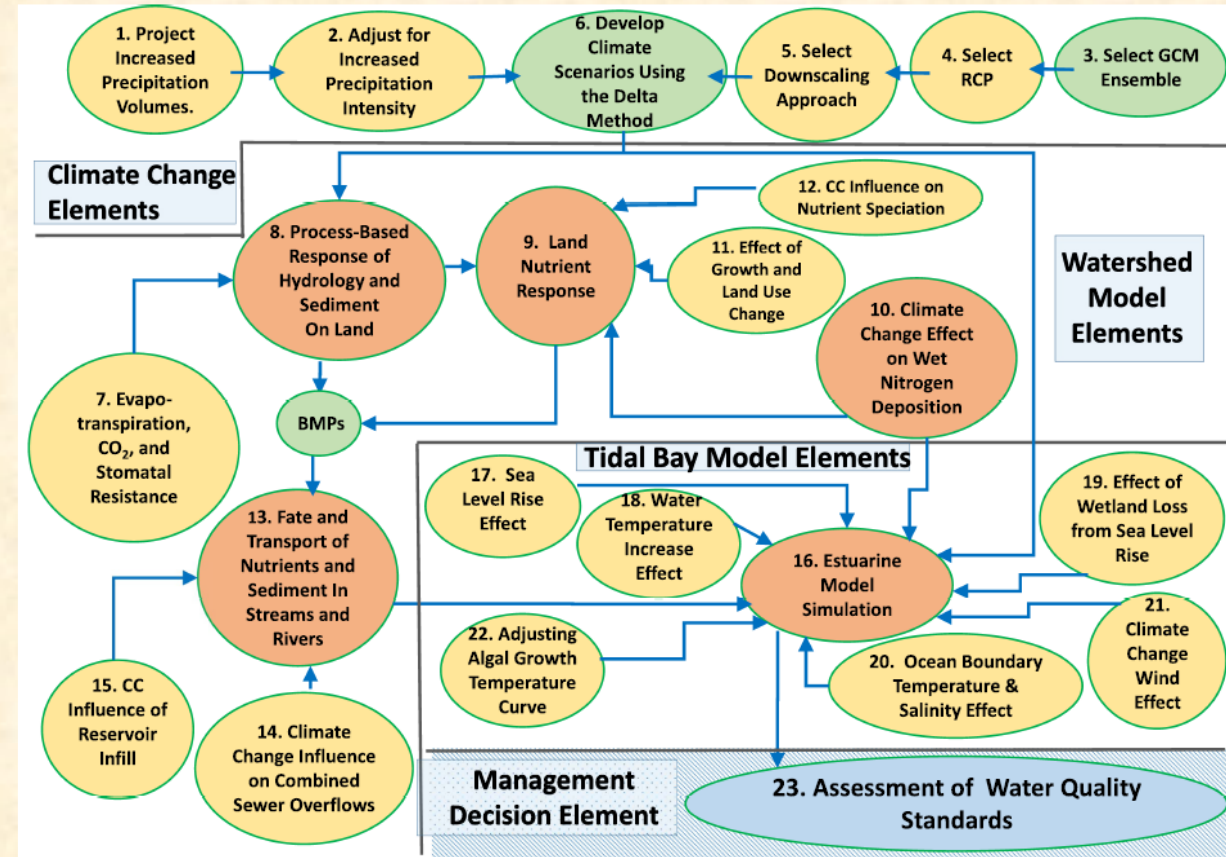 1. Project
Increased
Precipitation
Volumes.
2. Adjust for
Increased
Precipitation
Intensity
6. Develop
Climate
Scenarios Using
the Delta
Method
5. Select
Downscaling
Approach
4. Select
RCP
3. Select GCM
Ensemble
Climate Change
Elements
12. CC Influence on
Nutrient Speciation
8. Process-Based
Response of
Hydrology and
Sediment
On Land
9. Land
Nutrient
Response
11. Effect of
Growth and
Land Use
Change
Watershed
Model
Elements
10. Climate
Change Effect
on Wet
Nitrogen
Deposition
7. Evapo-
transpiration,
CO₂, and
Stomatal
Resistance
BMPs
Tidal Bay Model Elements
17. Sea
Level Rise
Effect
18. Water
Temperature
Increase
Effect
19. Effect of
Wetland Loss
from Sea Level
Rise
13. Fate and
Transport of
Nutrients and
Sediment In
Streams and
Rivers
16. Estuarine
Model
Simulation
22. Adjusting
Algal Growth
Temperature
Curve
20. Ocean Boundary
Temperature &
Salinity Effect
21.
Climate
Change
Wind
Effect
15. CC
Influence of
Reservoir
Infill
14. Climate
Change Influence
on Combined
Sewer Overflows
Management
Decision Element
23. Assessment of Water Quality
Standards